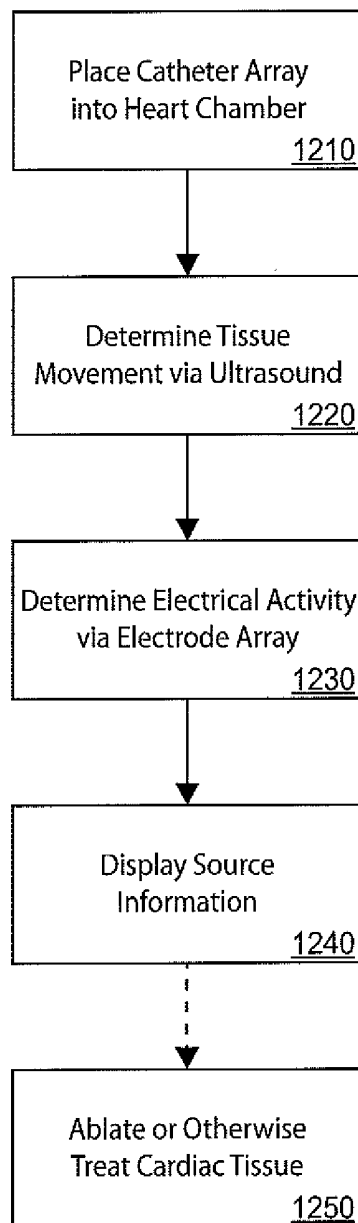 Place Catheter Array
into Heart Chamber
1210
Determine Tissue
Movement via Ultrasound
1220
Determine Electrical Activity
via Electrode Array
1230
Display Source
Information
1240
Ablate or Otherwise
Treat Cardiac Tissue
1250